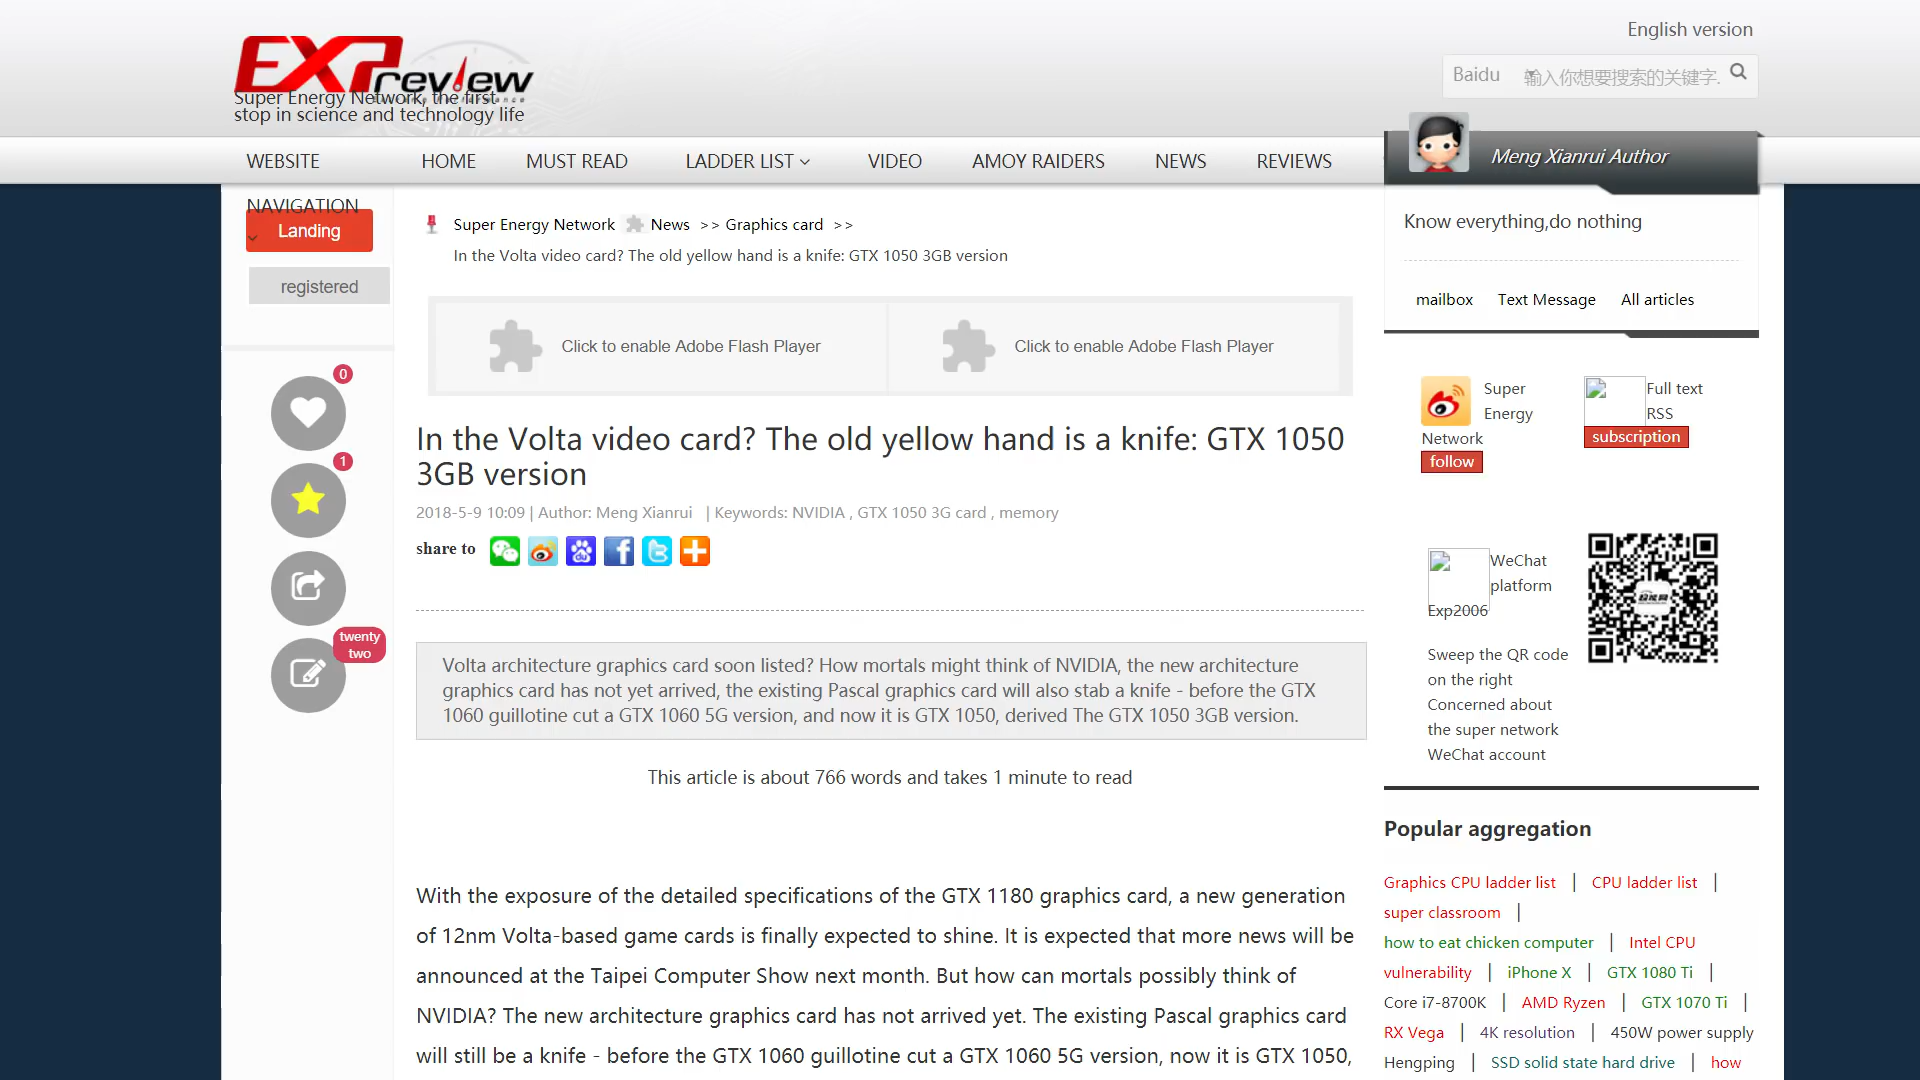 English version
EXPreview
Super Energy Network, the first
stop in science and technology life
Baidu 输入你想要搜索的关键字.
WEBSITE HOME MUST READ LADDER LIST VIDEO AMOY RAIDERS NEWS REVIEWS
Meng Xianrui Author
NAVIGATION
Landing
registered
0
1
twenty
two
Super Energy Network News >> Graphics card >>
In the Volta video card? The old yellow hand is a knife: GTX 1050 3GB version
Click to enable Adobe Flash Player Click to enable Adobe Flash Player
In the Volta video card? The old yellow hand is a knife: GTX 1050
3GB version
2018-5-9 10:09 | Author: Meng Xianrui | Keywords: NVIDIA , GTX 1050 3G card , memory
share to
Volta architecture graphics card soon listed? How mortals might think of NVIDIA, the new architecture
graphics card has not yet arrived, the existing Pascal graphics card will also stab a knife - before the GTX
1060 guillotine cut a GTX 1060 5G version, and now it is GTX 1050, derived The GTX 1050 3GB version.
This article is about 766 words and takes 1 minute to read
With the exposure of the detailed specifications of the GTX 1180 graphics card, a new generation
of 12nm Volta-based game cards is finally expected to shine. It is expected that more news will be
announced at the Taipei Computer Show next month. But how can mortals possibly think of
NVIDIA? The new architecture graphics card has not arrived yet. The existing Pascal graphics card
will still be a knife - before the GTX 1060 guillotine cut a GTX 1060 5G version, now it is GTX 1050,
Know everything,do nothing
mailbox Text Message All articles
Super
Energy
Network
follow
Full text
RSS
subscription
WeChat
platform
Exp2006
Sweep the QR code
on the right
Concerned about
the super network
WeChat account
Popular aggregation
Graphics CPU ladder list | CPU ladder list |
super classroom |
how to eat chicken computer | Intel CPU
vulnerability | iPhone X | GTX 1080 Ti |
Core i7-8700K | AMD Ryzen | GTX 1070 Ti |
RX Vega | 4K resolution | 450W power supply
Hengping | SSD solid state hard drive | how